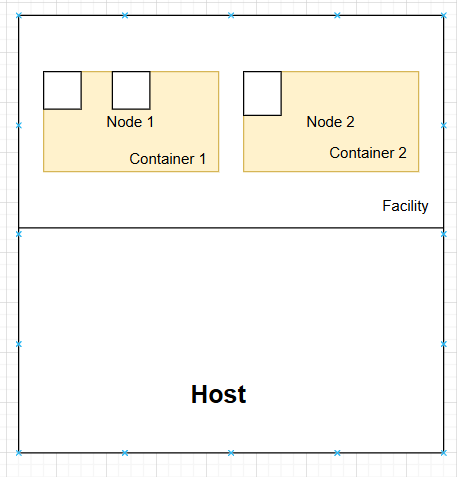 Node 1
Node 2
Container 1
Container 2
Facility
Host